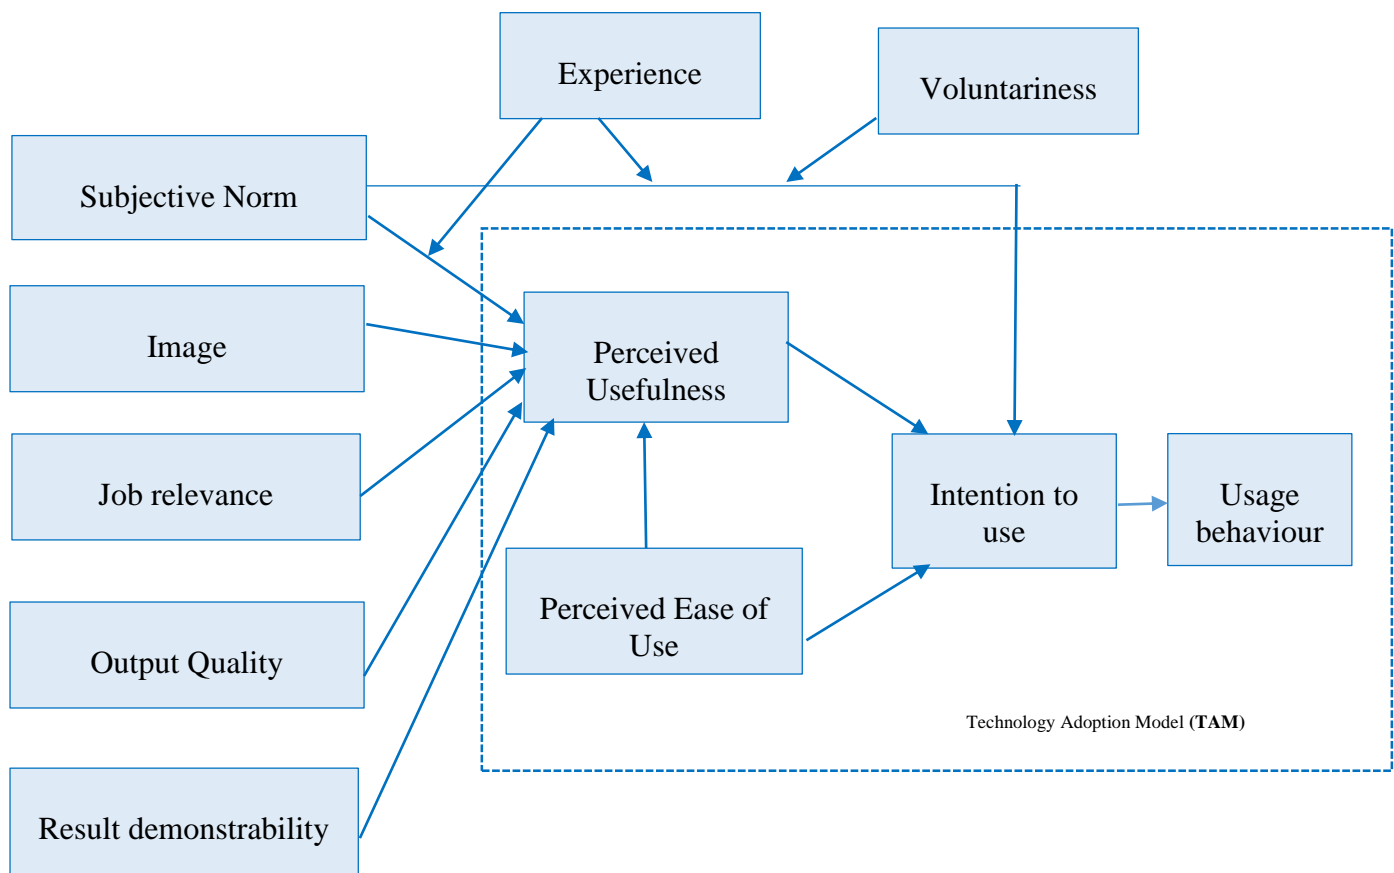 Experience
Voluntariness
Subjective Norm
Image
Perceived
Usefulness
Job relevance
Intention to
use
Usage
behaviour
Perceived Ease of
Use
Output Quality
Technology Adoption Model (TAM)
Result demonstrability